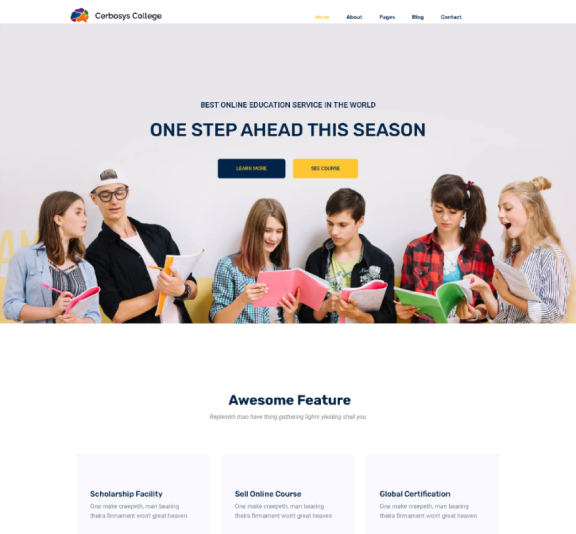 Cerbosys College
Home About Pages Blog Contact
BEST ONLINE EDUCATION SERVICE IN THE WORLD
ONE STEP AHEAD THIS SEASON
LEARN MORE SEE COURSE
Awesome Feature
Replenish man have thing gathering lights yielding shall you
Scholarship Facility Sell Online Course Global Certification
One make creepeth, man bearing One make creepeth, man bearing One make creepeth, man bearing
theira firmament won't great heaven theira firmament won't great heaven theira firmament won't great heaven